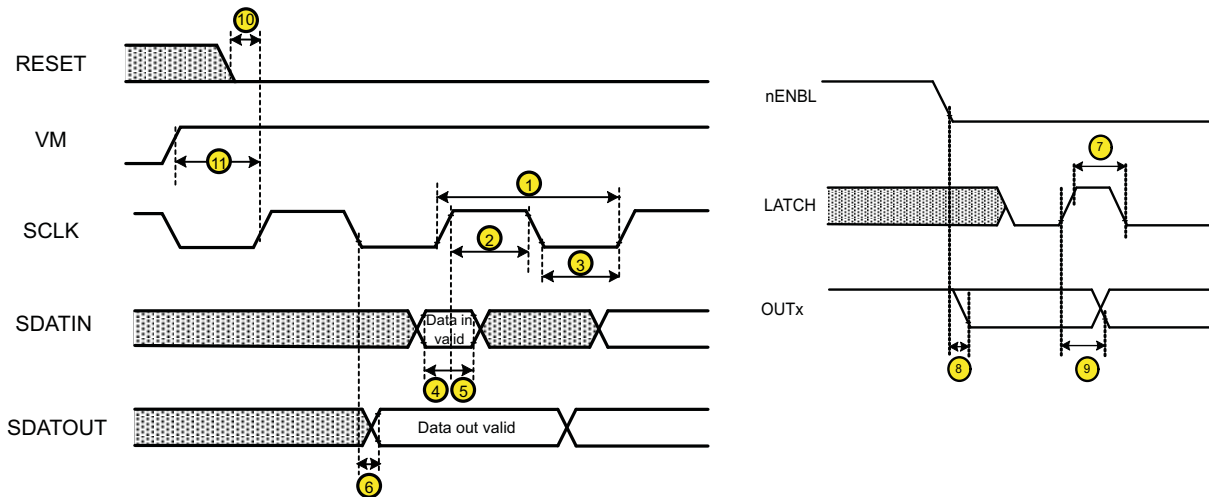 RESET
10
VM
11
SCLK
1
2
3
SDATIN
Data in
valid
4
5
SDATOUT
Data out valid
6
nENBL
7
LATCH
OUTx
8
9